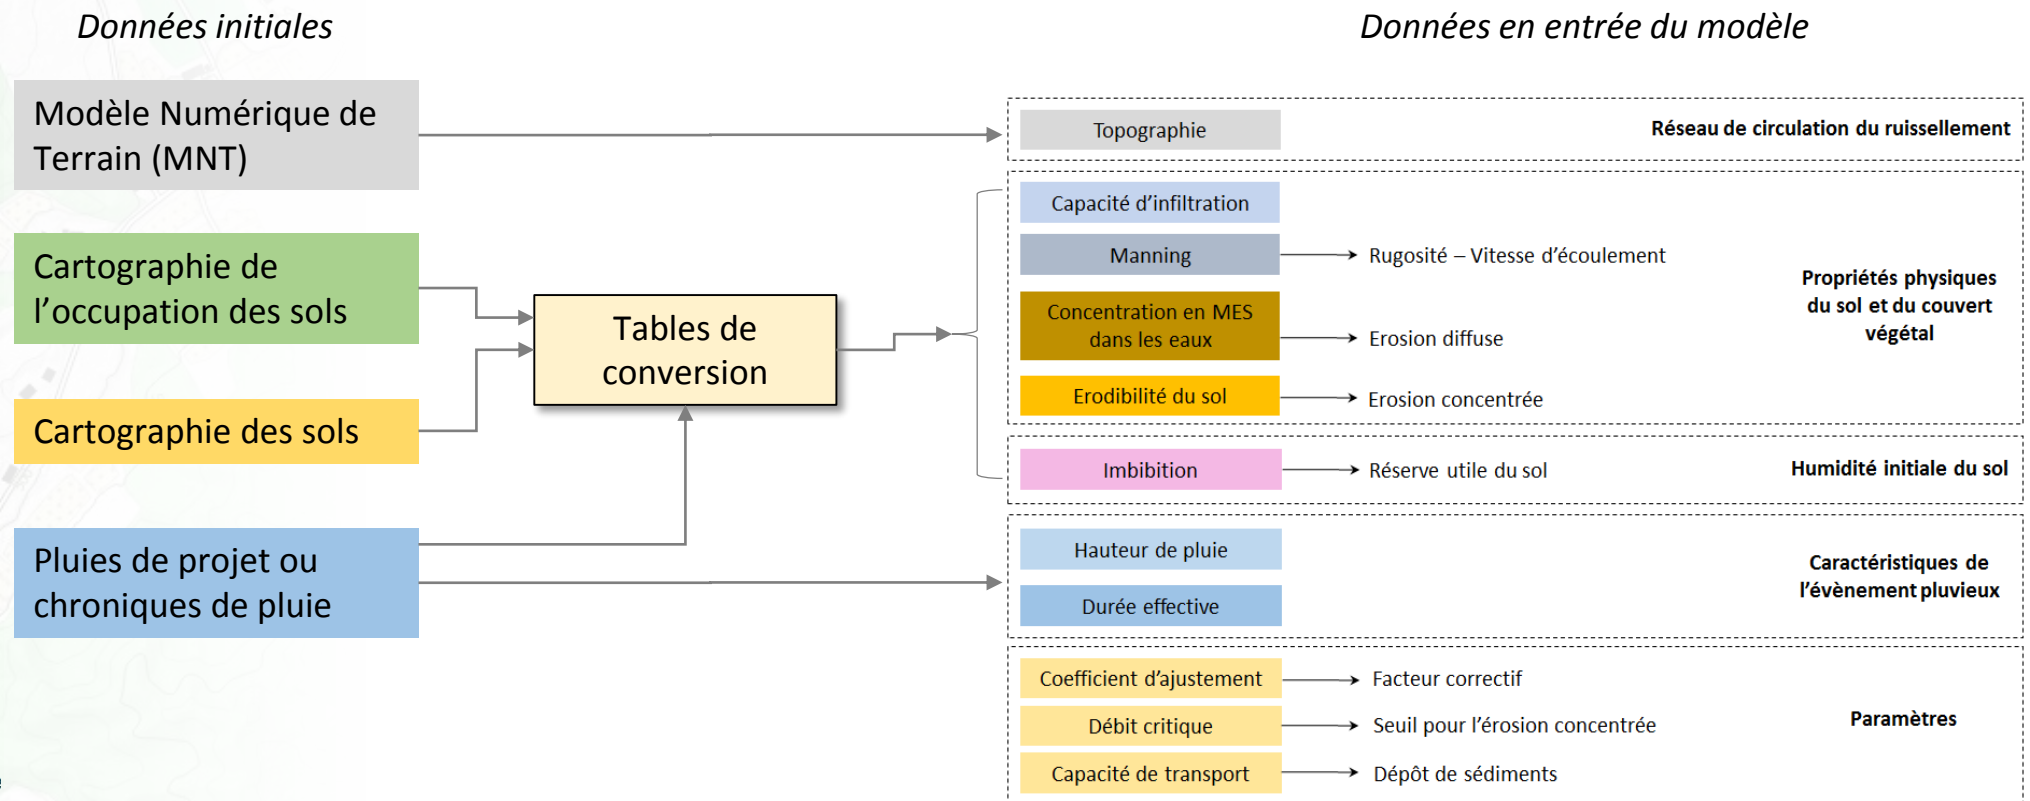 Données initiales
Données en entrée du modèle
Modèle Numérique de
Terrain (MNT)
Cartographie de
l’occupation des sols
Cartographie des sols
Pluies de projet ou
chroniques de pluie
Tables de
conversion
Topographie
Réseau de circulation du ruissellement
Capacité d’infiltration
Manning
Rugosité – Vitesse d’écoulement
Concentration en MES
dans les eaux
Erosion diffuse
Erodibilité du sol
Erosion concentrée
Propriétés physiques
du sol et du couvert
végétal
Imbibition
Réserve utile du sol
Humidité initiale du sol
Hauteur de pluie
Durée effective
Caractéristiques de
l’évènement pluvieux
Coefficient d’ajustement
Facteur correctif
Débit critique
Seuil pour l’érosion concentrée
Capacité de transport
Dépôt de sédiments
Paramètres